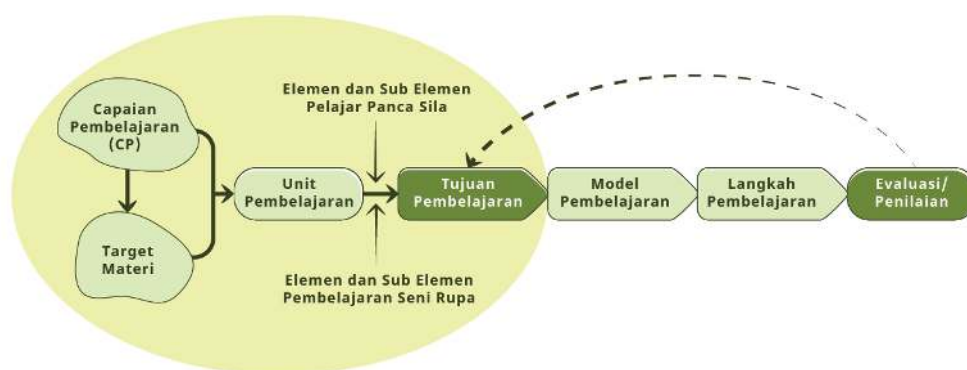 Capaian
Pembelajaran
(CP)
Target
Materi
Unit
Pembelajaran
Elemen dan Sub Elemen
Pelajar Panca Sila
Elemen dan Sub Elemen
Pembelajaran Seni Rupa
Tujuan
Pembelajaran
Model
Pembelajaran
Langkah
Pembelajaran
Evaluasi/
Penilaian